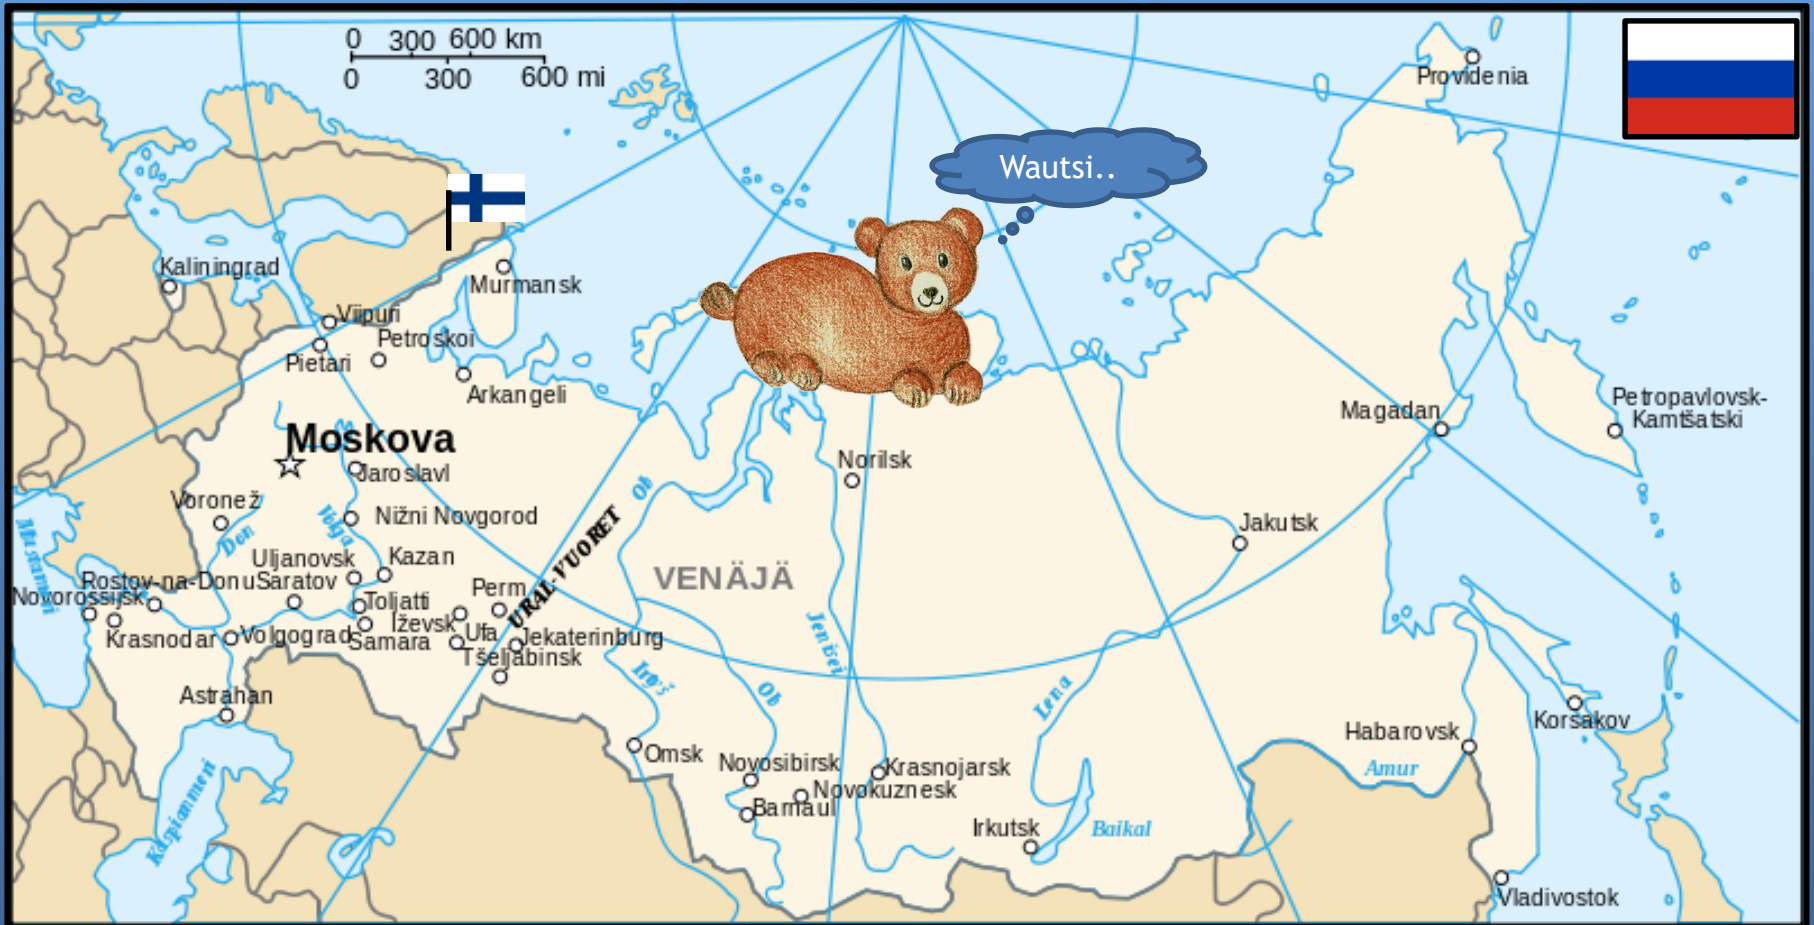 0 300 600 km
0 300 600 mi
Providenia
Wautsi..
Kaliningrad
Murmansk
Viipuri
Petroskoi
Pietari
Arkangeli
Petropavlovsk-
Kamtšatski
Magadan
Moskova
Jaroslavl
Norilsk
Voronež
Ob
Nižni Novgorod
Volga
Don
Jakutsk
URAL-VUORET
Mustameri
Uljanovsk
Kazan
VENÄJÄ
Rostov-na-Donu
Saratov
Perm
Novorossijsk
Toljatti
Iževsk
Krasnodar
Volgograd
Samara
Ufa
Jekaterinburg
Tšeljabinsk
Jenisei
Irtyš
Ob
Lena
Astrahan
Korsakov
Habarovsk
Omsk
Novosibirsk
Krasnojarsk
Amur
Novokuznesk
Barnaul
Kaspianmeri
Irkutsk
Baikal
Vladivostok